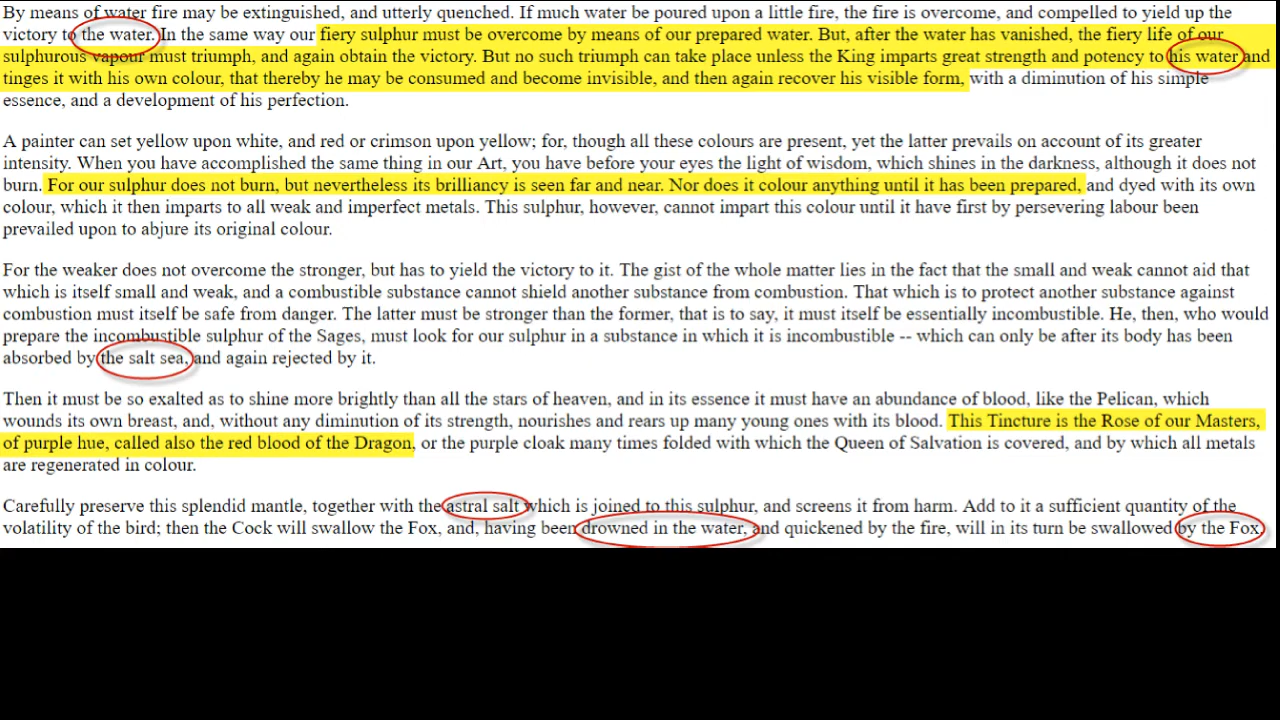 By means of water fire may be extinguished, and utterly quenched. If much water be poured upon a little fire, the fire is overcome, and compelled to yield up the
victory to the water. In the same way our fiery sulphur must be overcome by means of our prepared water. But, after the water has vanished, the fiery life of our
sulphurous vapour must triumph, and again obtain the victory. But no such triumph can take place unless the King imparts great strength and potency to his water and
tinges it with his own colour, that thereby he may be consumed and become invisible, and then again recover his visible form, with a diminution of his simple
essence, and a development of his perfection.
A painter can set yellow upon white, and red or crimson upon yellow; for, though all these colours are present, yet the latter prevails on account of its greater
intensity. When you have accomplished the same thing in our Art, you have before your eyes the light of wisdom, which shines in the darkness, although it does not
burn. For our sulphur does not burn, but nevertheless its brilliancy is seen far and near. Nor does it colour anything until it has been prepared, and dyed with its own
colour, which it then imparts to all weak and imperfect metals. This sulphur, however, cannot impart this colour until it have first by persevering labour been
prevailed upon to abjure its original colour.
For the weaker does not overcome the stronger, but has to yield the victory to it. The gist of the whole matter lies in the fact that the small and weak cannot aid that
which is itself small and weak, and a combustible substance cannot shield another substance from combustion. That which is to protect another substance against
combustion must itself be safe from danger. The latter must be stronger than the former, that is to say, it must itself be essentially incombustible. He, then, who would
prepare the incombustible sulphur of the Sages, must look for our sulphur in a substance in which it is incombustible -- which can only be after its body has been
absorbed by the salt sea, and again rejected by it.
Then it must be so exalted as to shine more brightly than all the stars of heaven, and in its essence it must have an abundance of blood, like the Pelican, which
wounds its own breast, and, without any diminution of its strength, nourishes and rears up many young ones with its blood. This Tincture is the Rose of our Masters,
of purple hue, called also the red blood of the Dragon, or the purple cloak many times folded with which the Queen of Salvation is covered, and by which all metals
are regenerated in colour.
Carefully preserve this splendid mantle, together with the astral salt which is joined to this sulphur, and screens it from harm. Add to it a sufficient quantity of the
volatility of the bird; then the Cock will swallow the Fox, and, having been drowned in the water, and quickened by the fire, will in its turn be swallowed by the Fox.